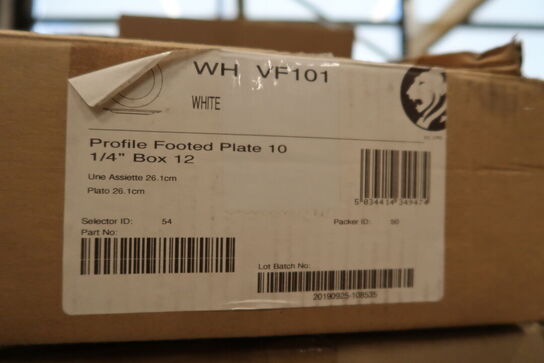 WH VF101
WHITE
Profile Footed Plate 10
1/4" Box 12
Une Assiette 26.1cm
Plato 26.1cm
Selector ID: 54
Packer ID: 50
Part No:
Lot Batch No:
20190925-108535